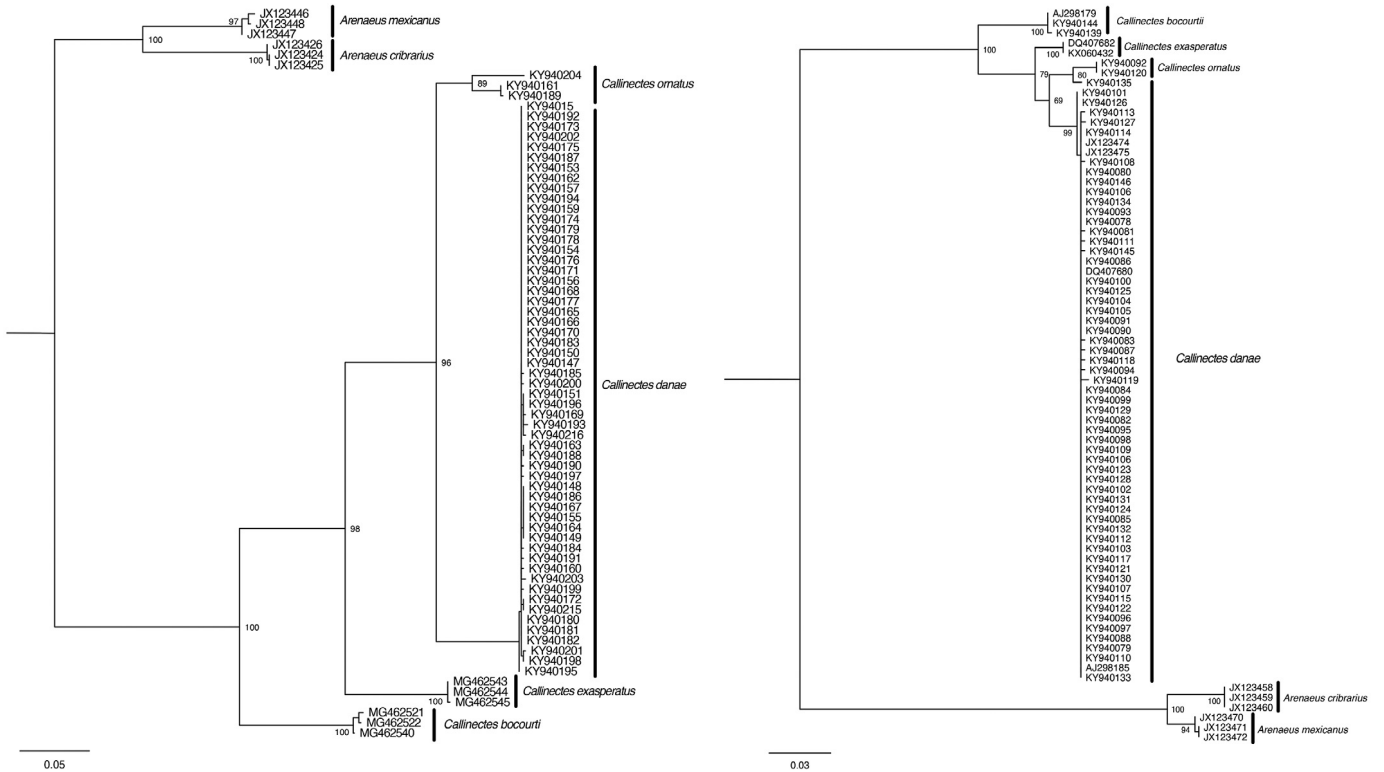 JX123446
97
JX123448
JX123447
Arenaeus mexicanus
100
JX123426
JX123424
100
JX123425
Arenaeus cribrarius
KY940204
89
KY940161
KY940189
Callinectes ornatus
KY94015
KY940192
KY940173
KY940202
KY940175
KY940187
KY940153
KY940162
KY940157
KY940194
KY940159
KY940174
KY940179
KY940178
KY940154
KY940176
KY940171
KY940156
KY940168
KY940177
KY940165
KY940166
KY940170
KY940183
KY940150
KY940147
96
KY940185
KY940200
Callinectes danae
KY940151
KY940196
KY940169
KY940193
KY940216
KY940163
KY940188
KY940190
KY940197
KY940148
KY940186
KY940167
KY940155
KY940164
98
KY940149
KY940184
KY940191
KY940160
KY940203
KY940199
KY940172
KY940215
KY940180
100
KY940181
KY940182
KY940201
KY940198
KY940195
MG462543
MG462544
100
MG462545
Callinectes exasperatus
MG462521
MG462522
100
MG462540
Callinectes bocourti
0.05
AJ298179
KY940144
100
KY940139
Callinectes bocourtii
100
DQ407682
100
KX060432
Callinectes exasperatus
79
KY940092
80
KY940120
Callinectes ornatus
KY940135
69
KY940101
KY940126
KY940113
KY940127
99
KY940114
JX123474
JX123475
KY940108
KY940080
KY940146
KY940106
KY940134
KY940093
KY940078
KY940081
KY940111
KY940145
KY940086
DQ407680
KY940100
KY940125
KY940104
KY940105
KY940091
KY940090
KY940083
KY940087
KY940118
Callinectes danae
KY940094
KY940119
KY940084
KY940099
KY940129
KY940082
KY940095
KY940098
KY940109
KY940106
KY940123
KY940128
KY940102
KY940131
KY940124
KY940085
KY940132
KY940112
KY940103
KY940117
KY940121
KY940130
KY940107
KY940115
KY940122
KY940096
KY940097
KY940088
KY940079
KY940110
AJ298185
KY940133
JX123458
JX123459
100
JX123460
Arenaeus cribrarius
100
JX123470
JX123471
94
JX123472
Arenaeus mexicanus
0.03